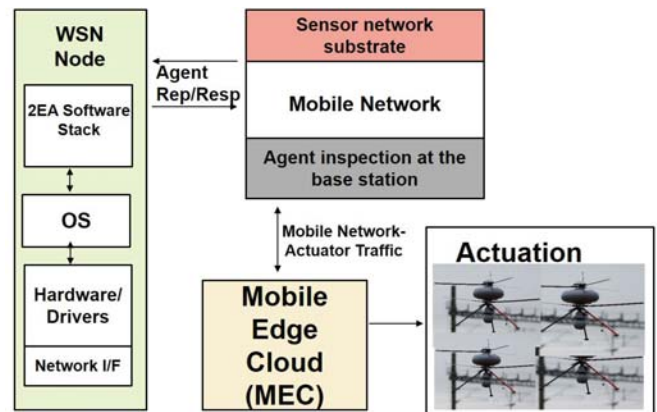 WSN
Node
2EA Software
Stack
OS
Hardware/
Drivers
Network I/F
Agent
Rep/Resp
Sensor network
substrate
Mobile Network
Agent inspection at the
base station
Mobile Network-
Actuator Traffic
Mobile
Edge
Cloud
(MEC)
Actuation